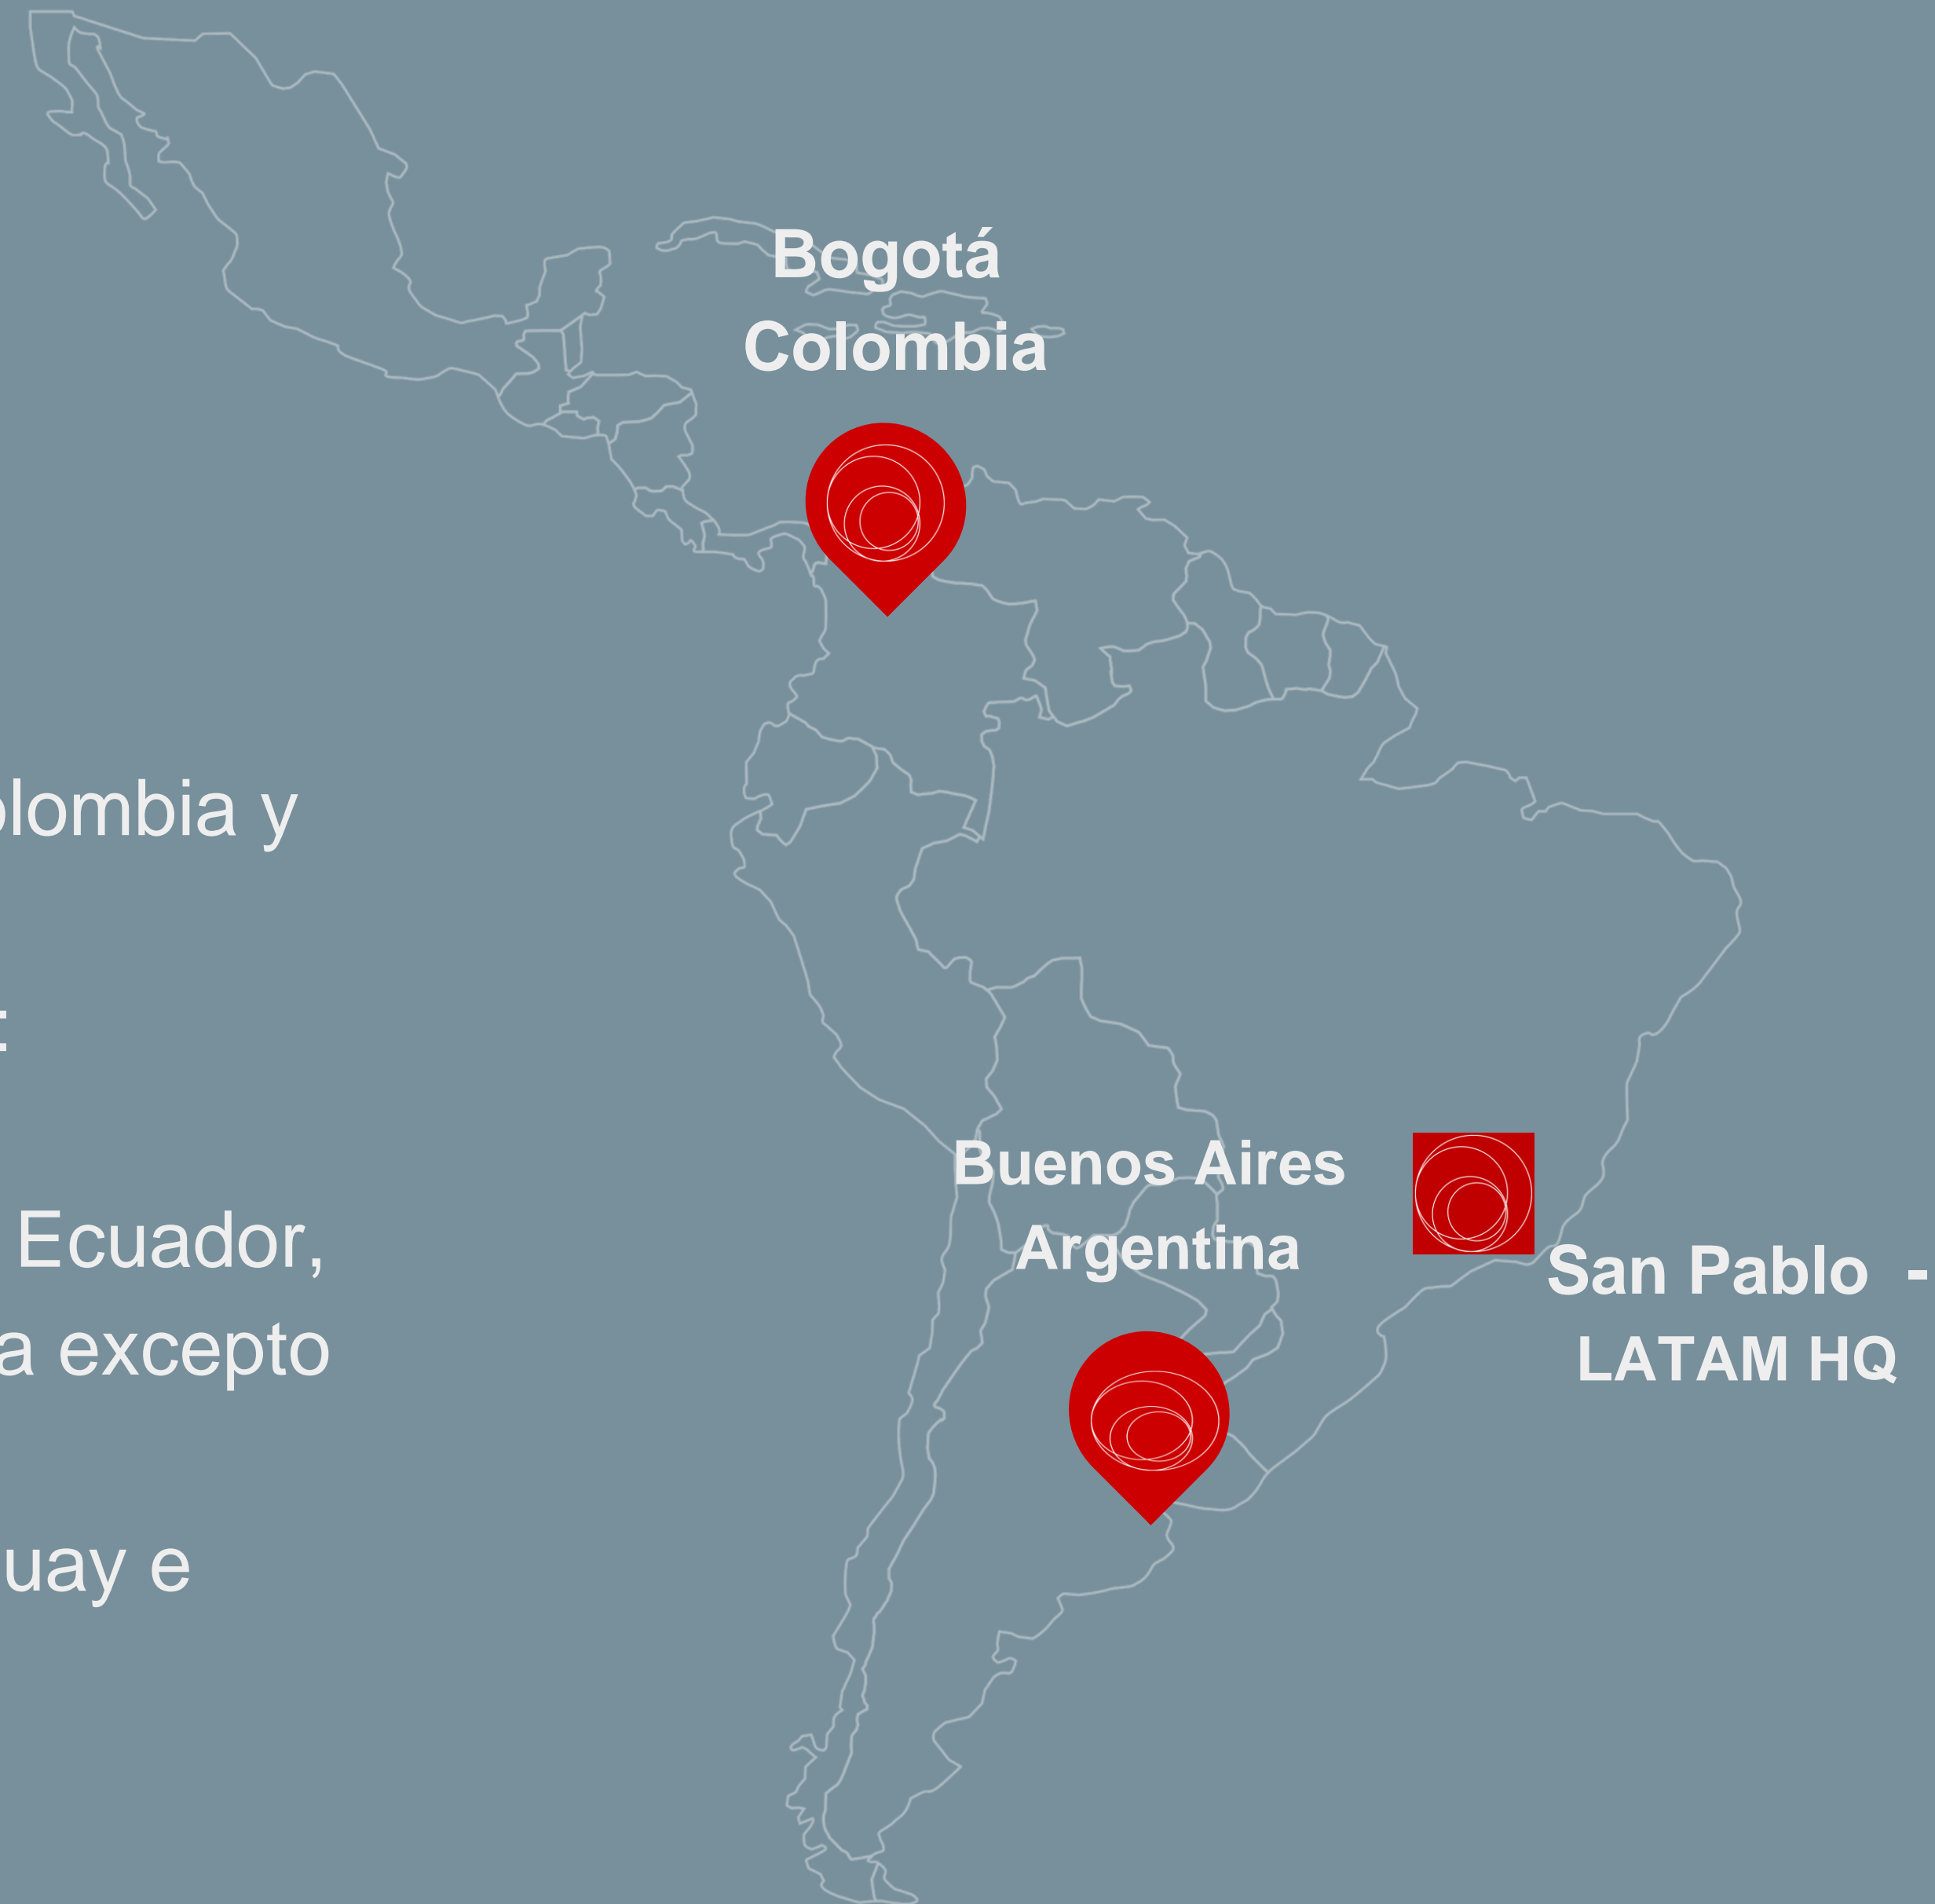 Bogotá
Colombia
olombia y
:
Ecuador,
a excepto
uay e
Buenos Aires
Argentina
San Pablo -
LATAM HQ